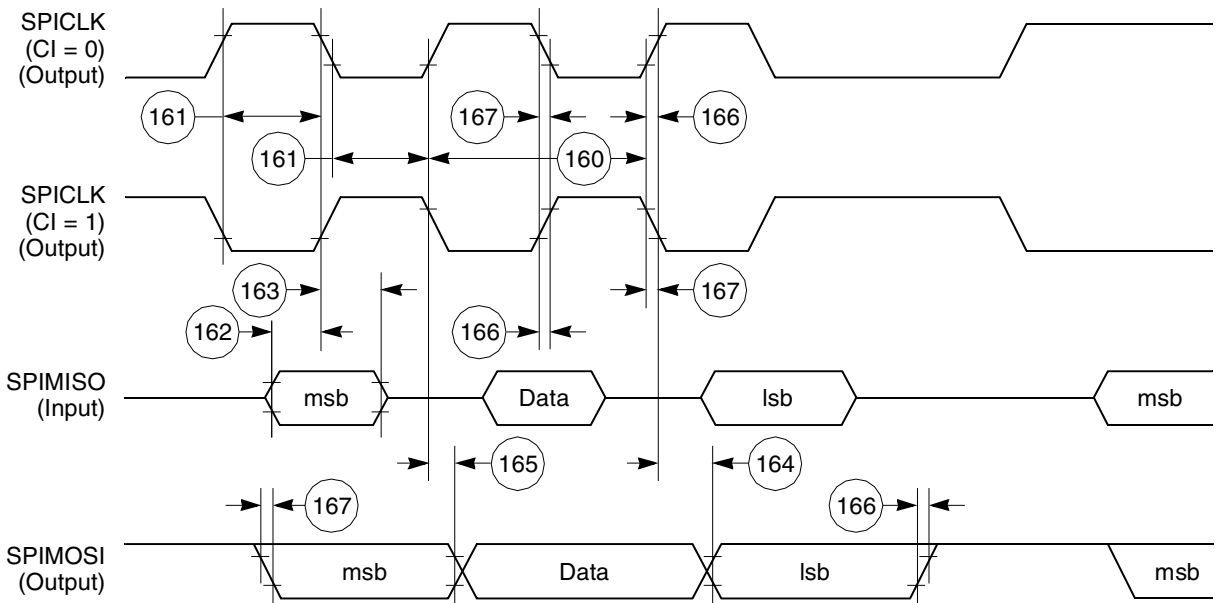 SPICLK
(CI = 0)
(Output)
161
167
166
161
160
SPICLK
(CI = 1)
(Output)
163
167
162
166
SPIMISO
(Input)
msb
Data
lsb
msb
165
164
167
166
SPIMOSI
(Output)
msb
Data
lsb
msb